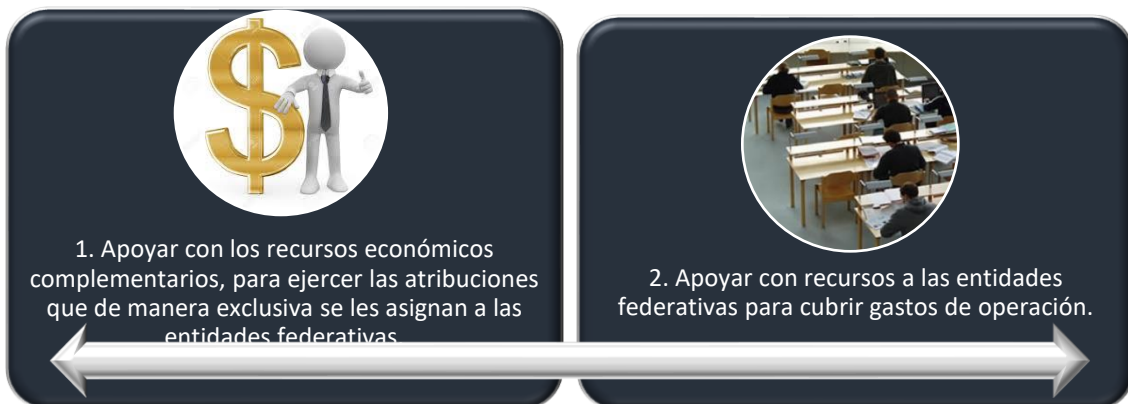 1. Apoyar con los recursos económicos
complementarios, para ejercer las atribuciones
que de manera exclusiva se les asignan a las
entidades federativas
2. Apoyar con recursos a las entidades
federativas para cubrir gastos de operación.